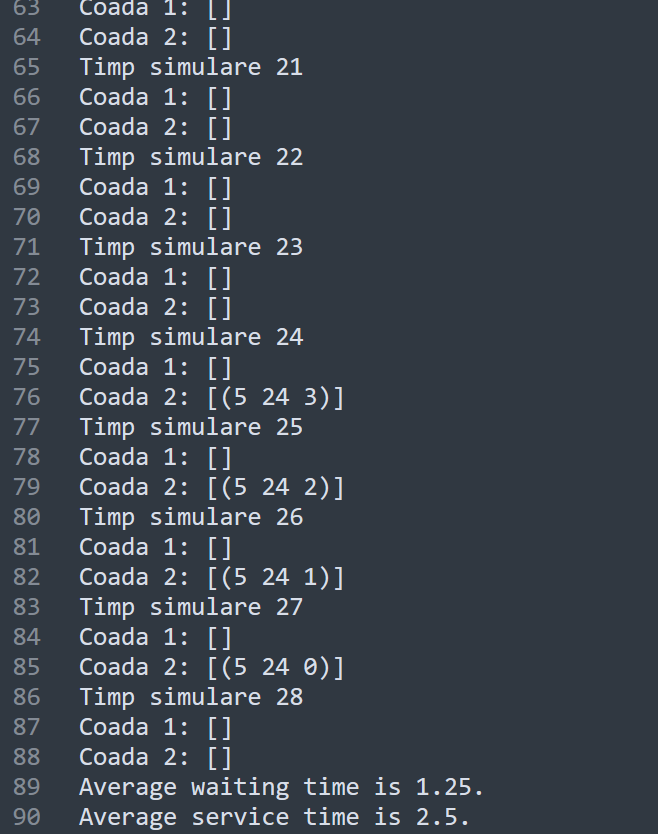 63 Coada 1: []
64 Coada 2: []
65 Timp simulare 21
66 Coada 1: []
67 Coada 2: []
68 Timp simulare 22
69 Coada 1: []
70 Coada 2: []
71 Timp simulare 23
72 Coada 1: []
73 Coada 2: []
74 Timp simulare 24
75 Coada 1: []
76 Coada 2: [(5 24 3)]
77 Timp simulare 25
78 Coada 1: []
79 Coada 2: [(5 24 2)]
80 Timp simulare 26
81 Coada 1: []
82 Coada 2: [(5 24 1)]
83 Timp simulare 27
84 Coada 1: []
85 Coada 2: [(5 24 0)]
86 Timp simulare 28
87 Coada 1: []
88 Coada 2: []
89 Average waiting time is 1.25.
90 Average service time is 2.5.